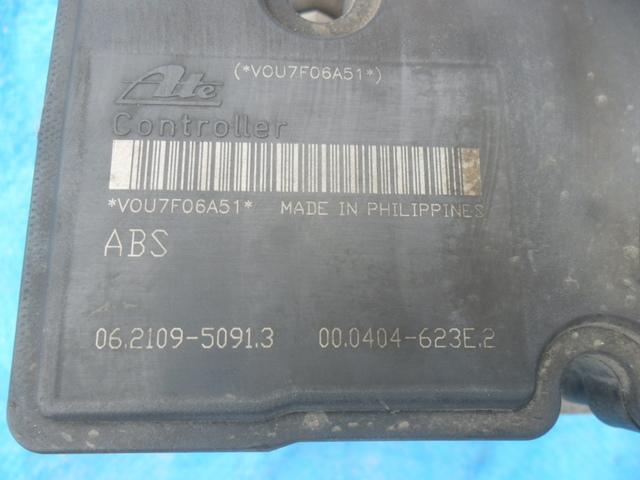 (*VOU7F06A51*)
Ate
Controller
*VOU7F06A51* MADE IN PHILIPPINES
ABS
06.2109-5091.3 00.0404-623E.2